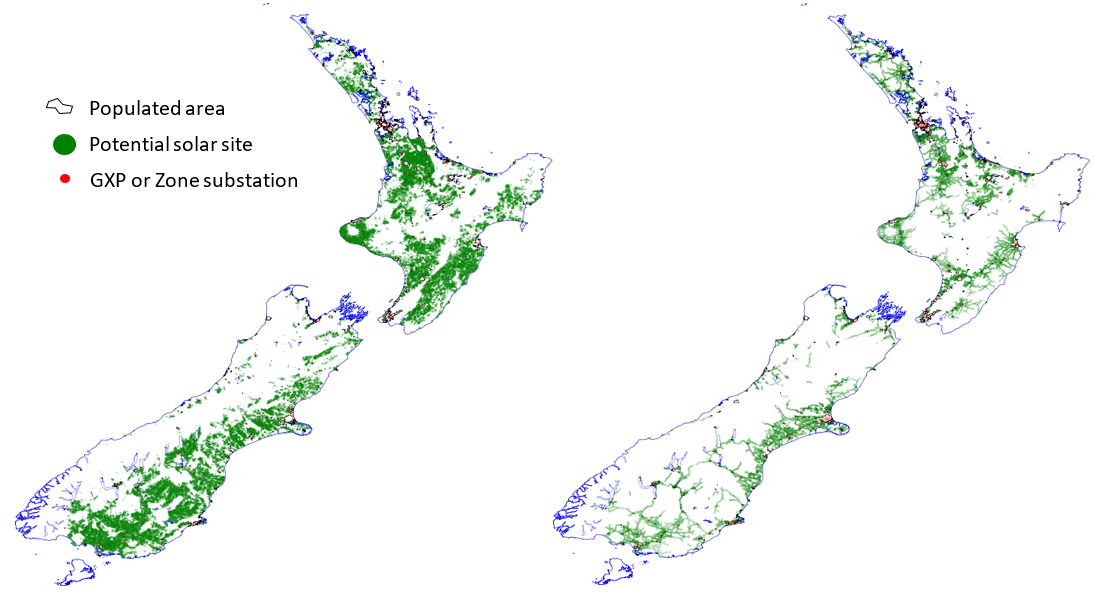 Populated area
Potential solar site
GXP or Zone substation